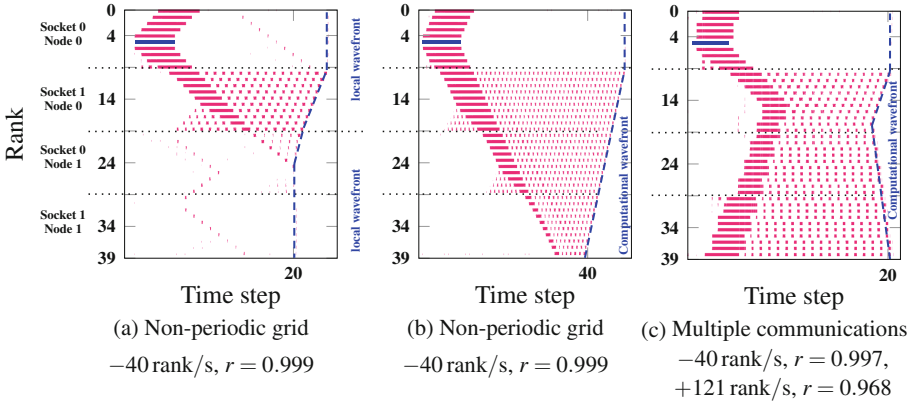 0
4
14
24
34
39
Rank
Socket 0
Node 0
Socket 1
Node 0
Socket 0
Node 1
Socket 1
Node 1
local wavefront
local wavefront
20
Time step
(a) Non-periodic grid
−40 rank/s, r = 0.999
0
4
14
24
34
39
Computational wavefront
40
Time step
(b) Non-periodic grid
−40 rank/s, r = 0.999
0
4
14
24
34
39
Computational wavefront
20
Time step
(c) Multiple communications
−40 rank/s, r = 0.997,
+121 rank/s, r = 0.968